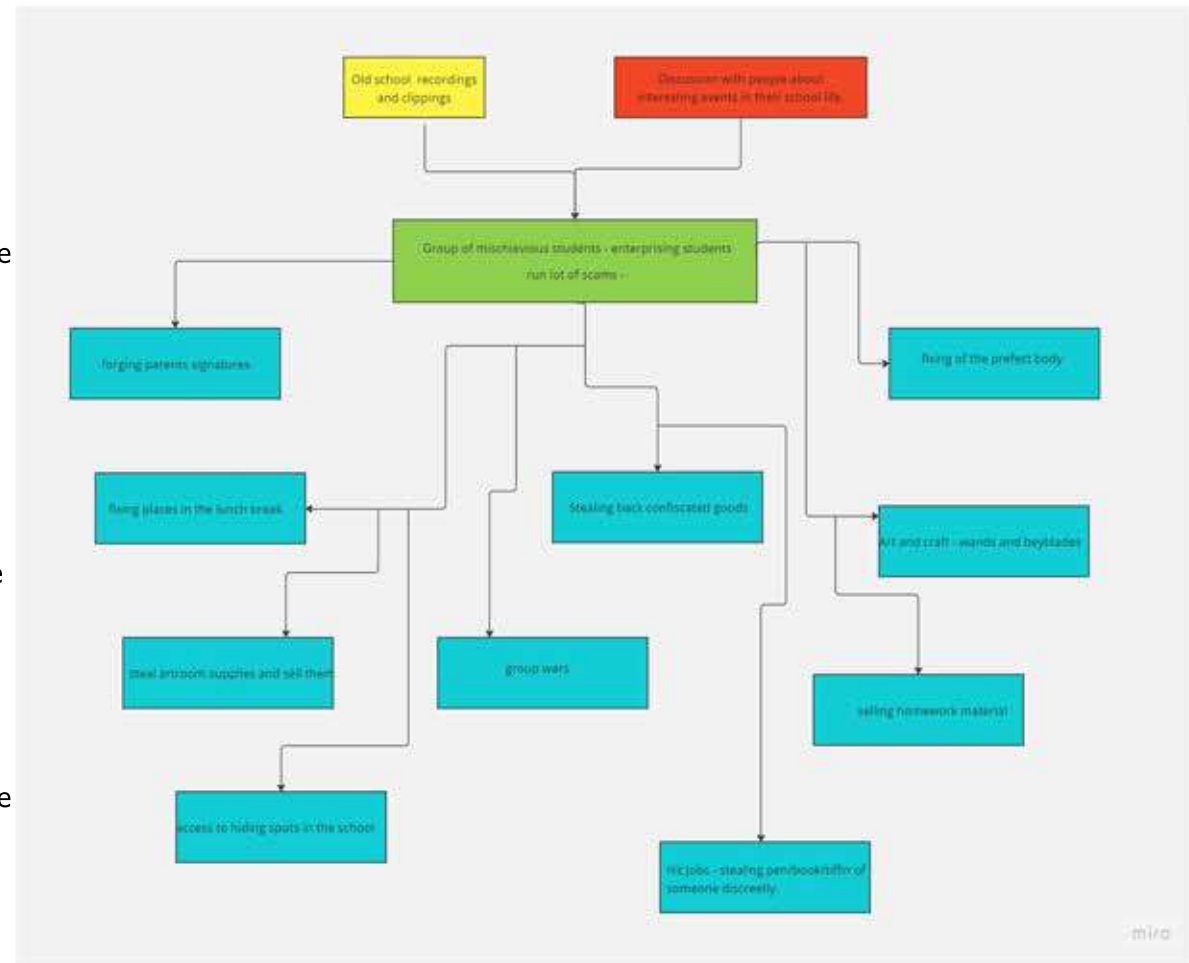 Old school recordings
and clippings
Discussion with people about
interesting events in their school life.
e
Group of mischievious students - enterprising students
run lot of scams -
forging parents signatures
fixing of the prefect body
fixing places in the lunch break
Stealing back confiscated goods
Art and craft - wands and beyblades
e
steal artroom supplies and sell them
group wars
selling homework material
e
access to hiding spots in the school
Hit jobs - stealing pen/book/tiffin of
someone discreelly
miro